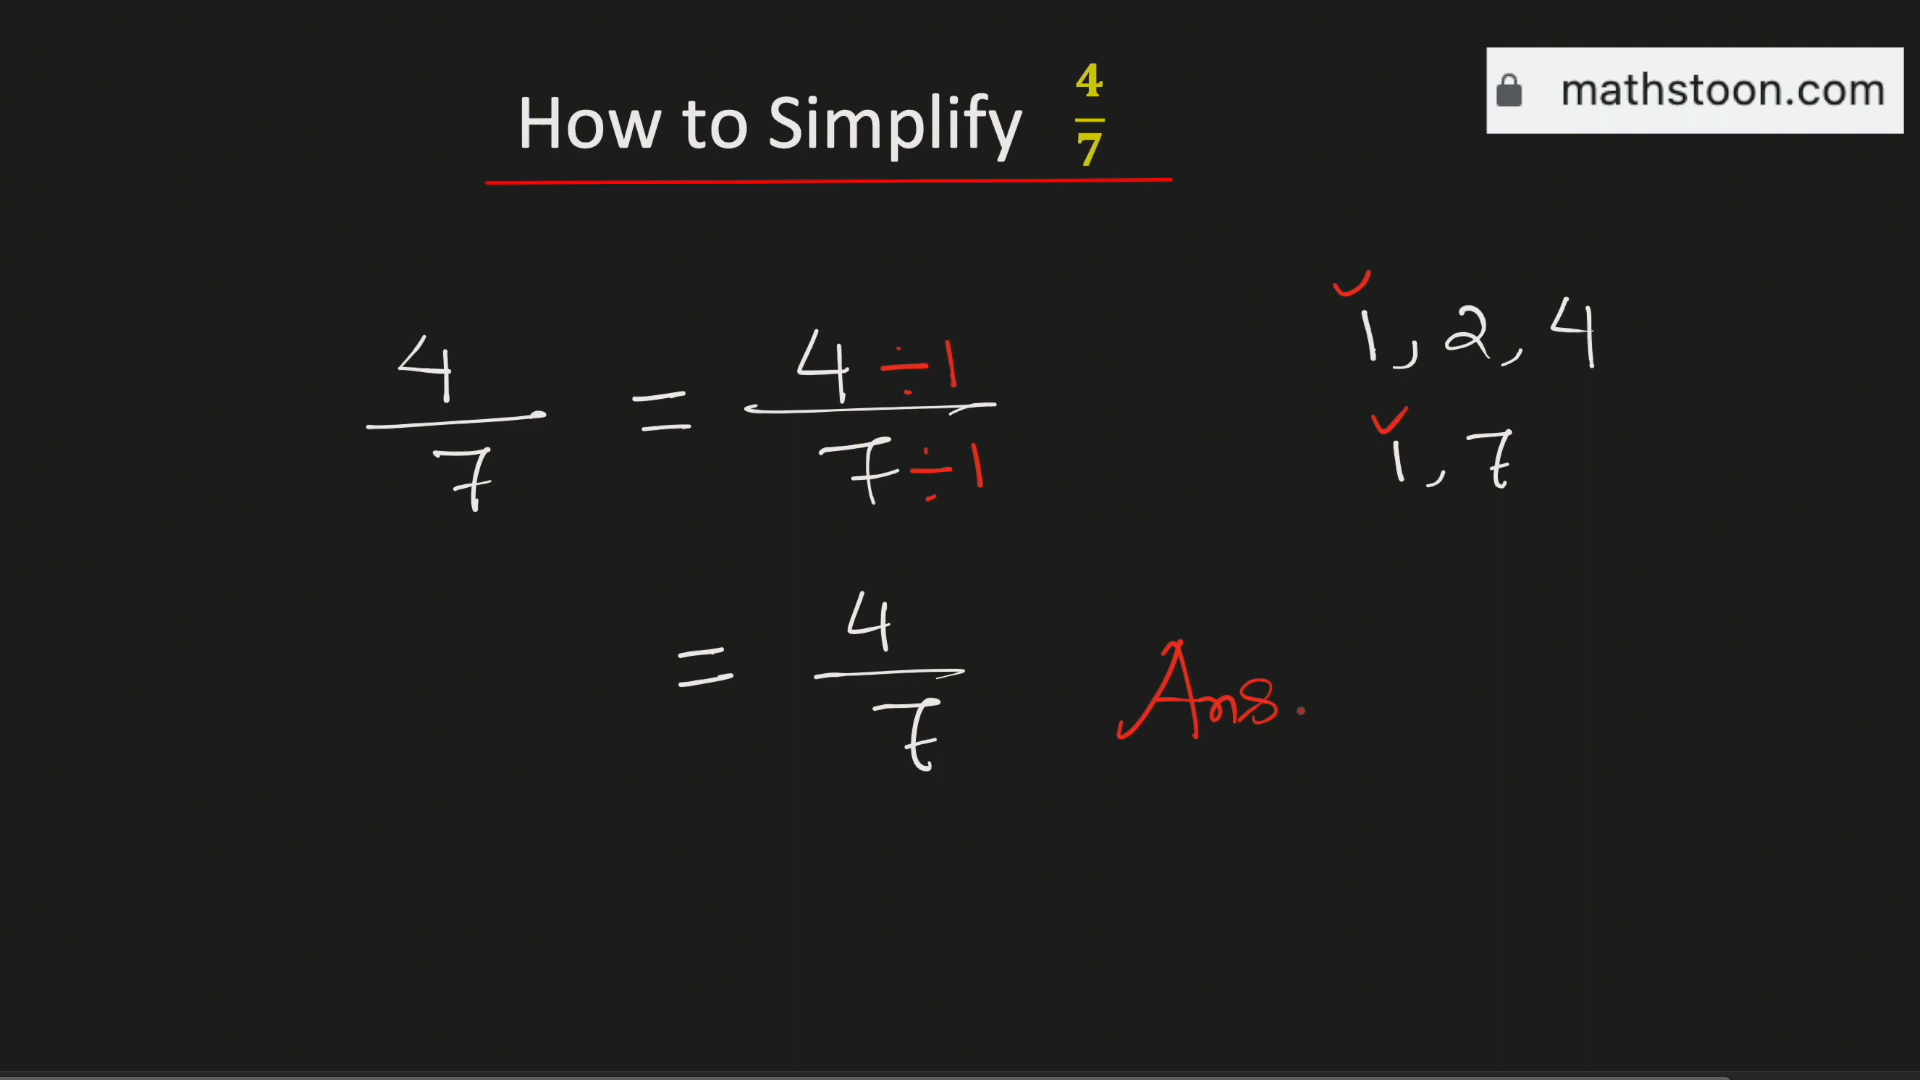 How to Simplify 4/7
mathstoon.com
4/7 = 4÷1/7÷1
1, 2, 4
1, 7
= 4/7 Ans.